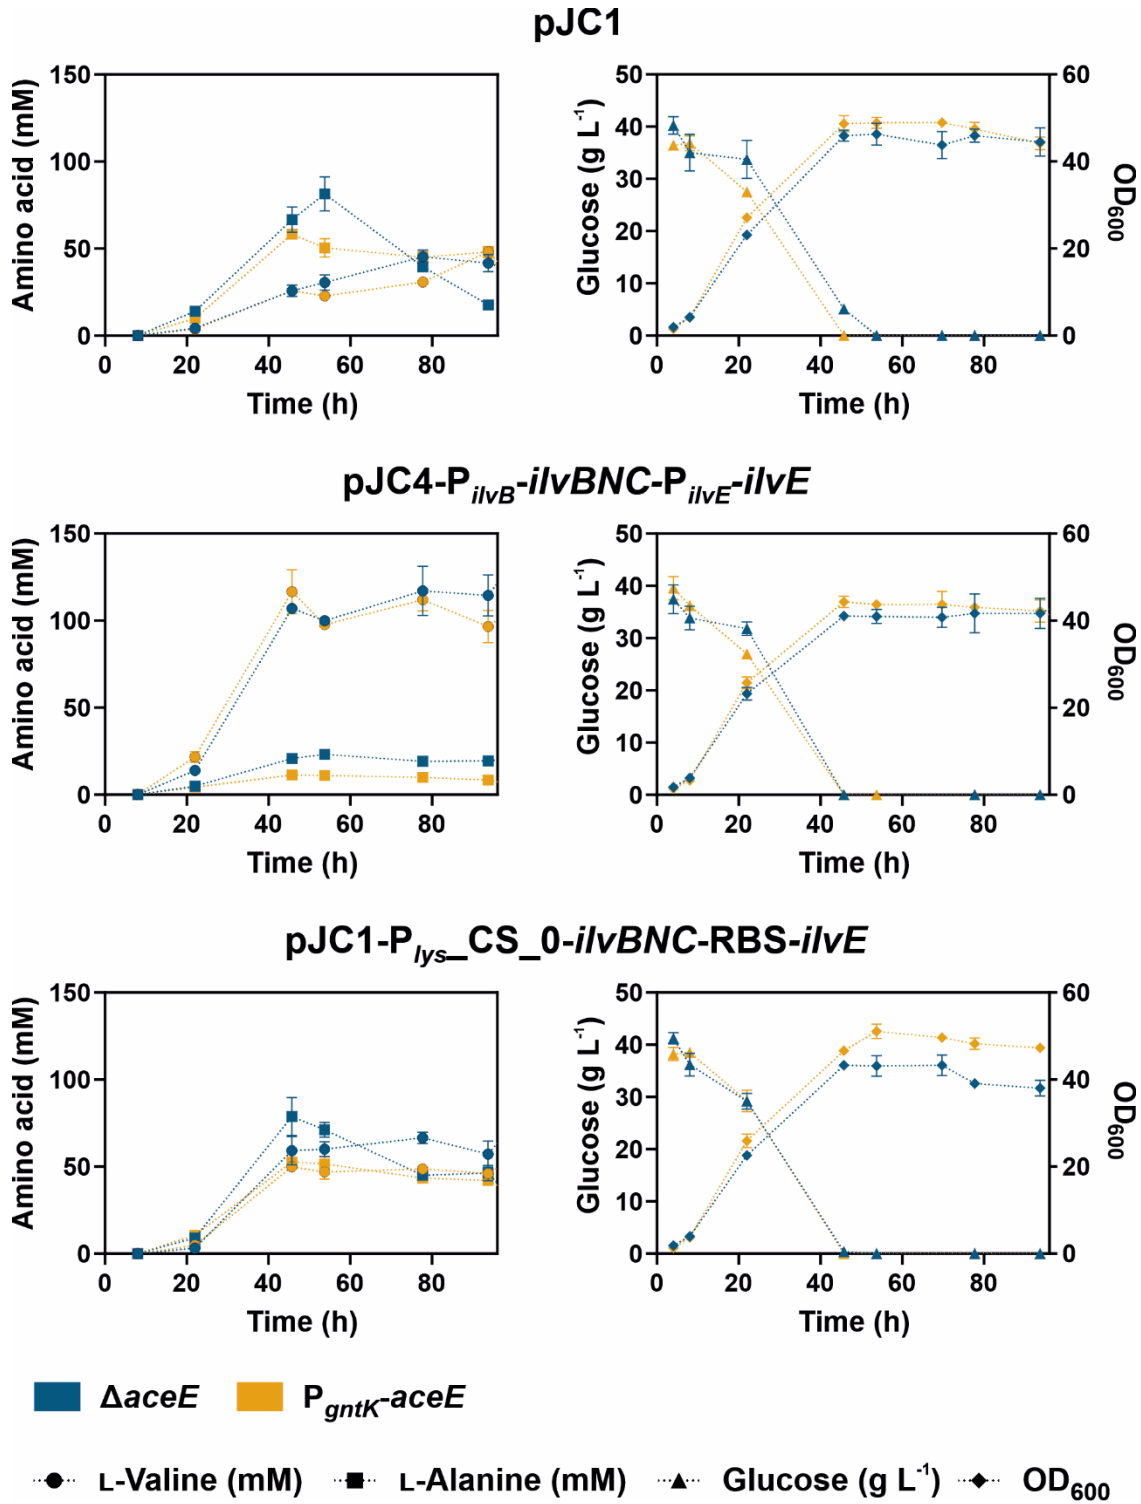 pJC1
150
100
50
0
0 20 40 60 80
Amino acid (mM)
Time (h)
50
40
30
20
10
0
0 20 40 60 80
60
40
20
0
Glucose (g L⁻¹)
OD₆₀₀
Time (h)
pJC4-P_ilvB-ilvBNC-P_ilvE-ilvE
150
100
50
0
0 20 40 60 80
Amino acid (mM)
Time (h)
50
40
30
20
10
0
0 20 40 60 80
60
40
20
0
Glucose (g L⁻¹)
OD₆₀₀
Time (h)
pJC1-P_lys_CS_0-ilvBNC-RBS-ilvE
150
100
50
0
0 20 40 60 80
Amino acid (mM)
Time (h)
50
40
30
20
10
0
0 20 40 60 80
60
40
20
0
Glucose (g L⁻¹)
OD₆₀₀
Time (h)
ΔaceE P_gntK-aceE
L-Valine (mM) L-Alanine (mM) Glucose (g L⁻¹) OD₆₀₀